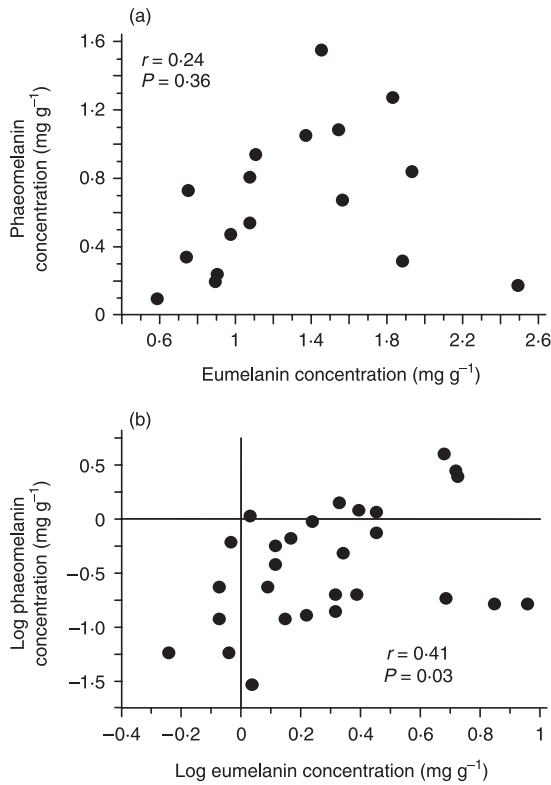 (a)
r = 0·24
P = 0·36
1·6
1·2
0·8
0·4
0
Phaeomelanin
concentration (mg g⁻¹)
0·6 1 1·4 1·8 2·2 2·6
Eumelanin concentration (mg g⁻¹)
(b)
0·5
0
−0·5
−1·0
−1·5
Log phaeomelanin
concentration (mg g⁻¹)
r = 0·41
P = 0·03
−0·4 −0·2 0 0·2 0·4 0·6 0·8 1
Log eumelanin concentration (mg g⁻¹)